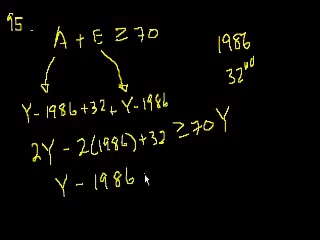 95.
A + E ≥ 70
1986
32nd
Y - 1986 + 32 + Y - 1986
2Y - 2(1986) + 32 ≥ 70 Y
Y - 1986